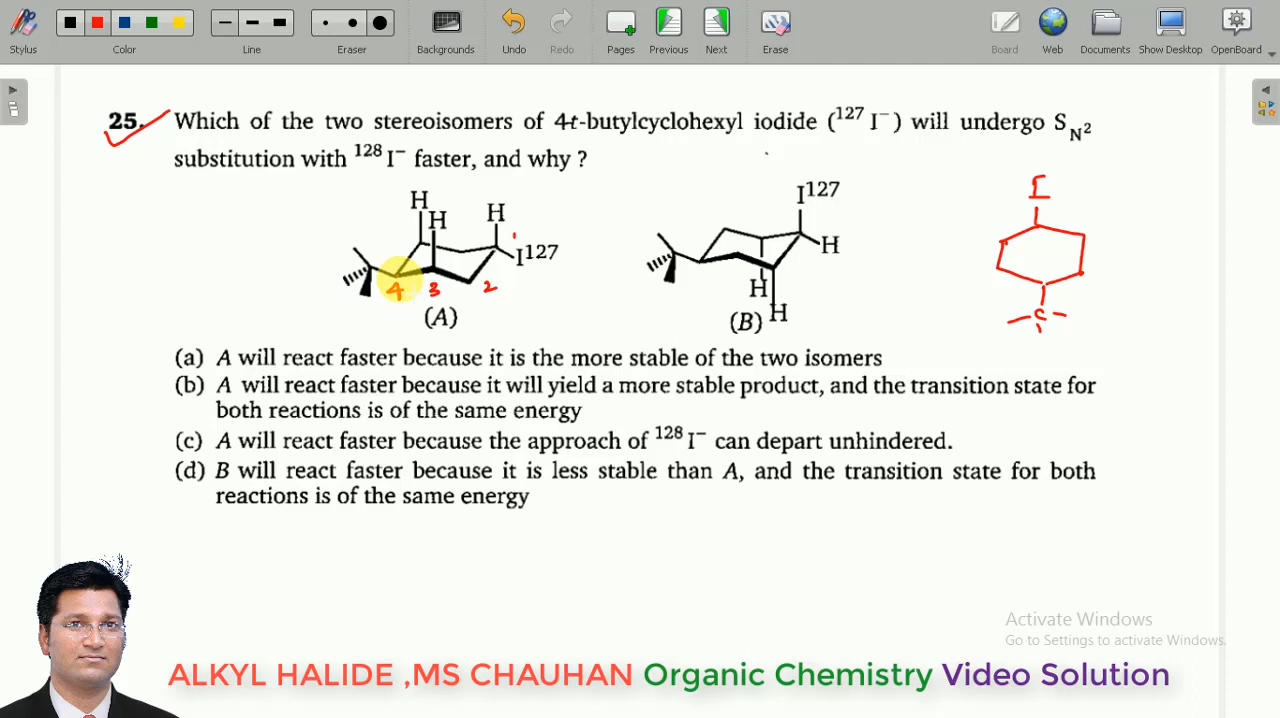 Stylus Color Line Eraser Backgrounds Undo Redo Pages Previous Next Erase Board Web Documents Show Desktop OpenBoard
25. Which of the two stereoisomers of 4t-butylcyclohexyl iodide (¹²⁷I⁻) will undergo S_N2
substitution with ¹²⁸I⁻ faster, and why ?
H H H I¹²⁷ 4 3 2
(A)
I¹²⁷ H H H
(B)
I
C
(a) A will react faster because it is the more stable of the two isomers
(b) A will react faster because it will yield a more stable product, and the transition state for
both reactions is of the same energy
(c) A will react faster because the approach of ¹²⁸I⁻ can depart unhindered.
(d) B will react faster because it is less stable than A, and the transition state for both
reactions is of the same energy
Activate Windows
Go to Settings to activate Windows.
ALKYL HALIDE ,MS CHAUHAN Organic Chemistry Video Solution